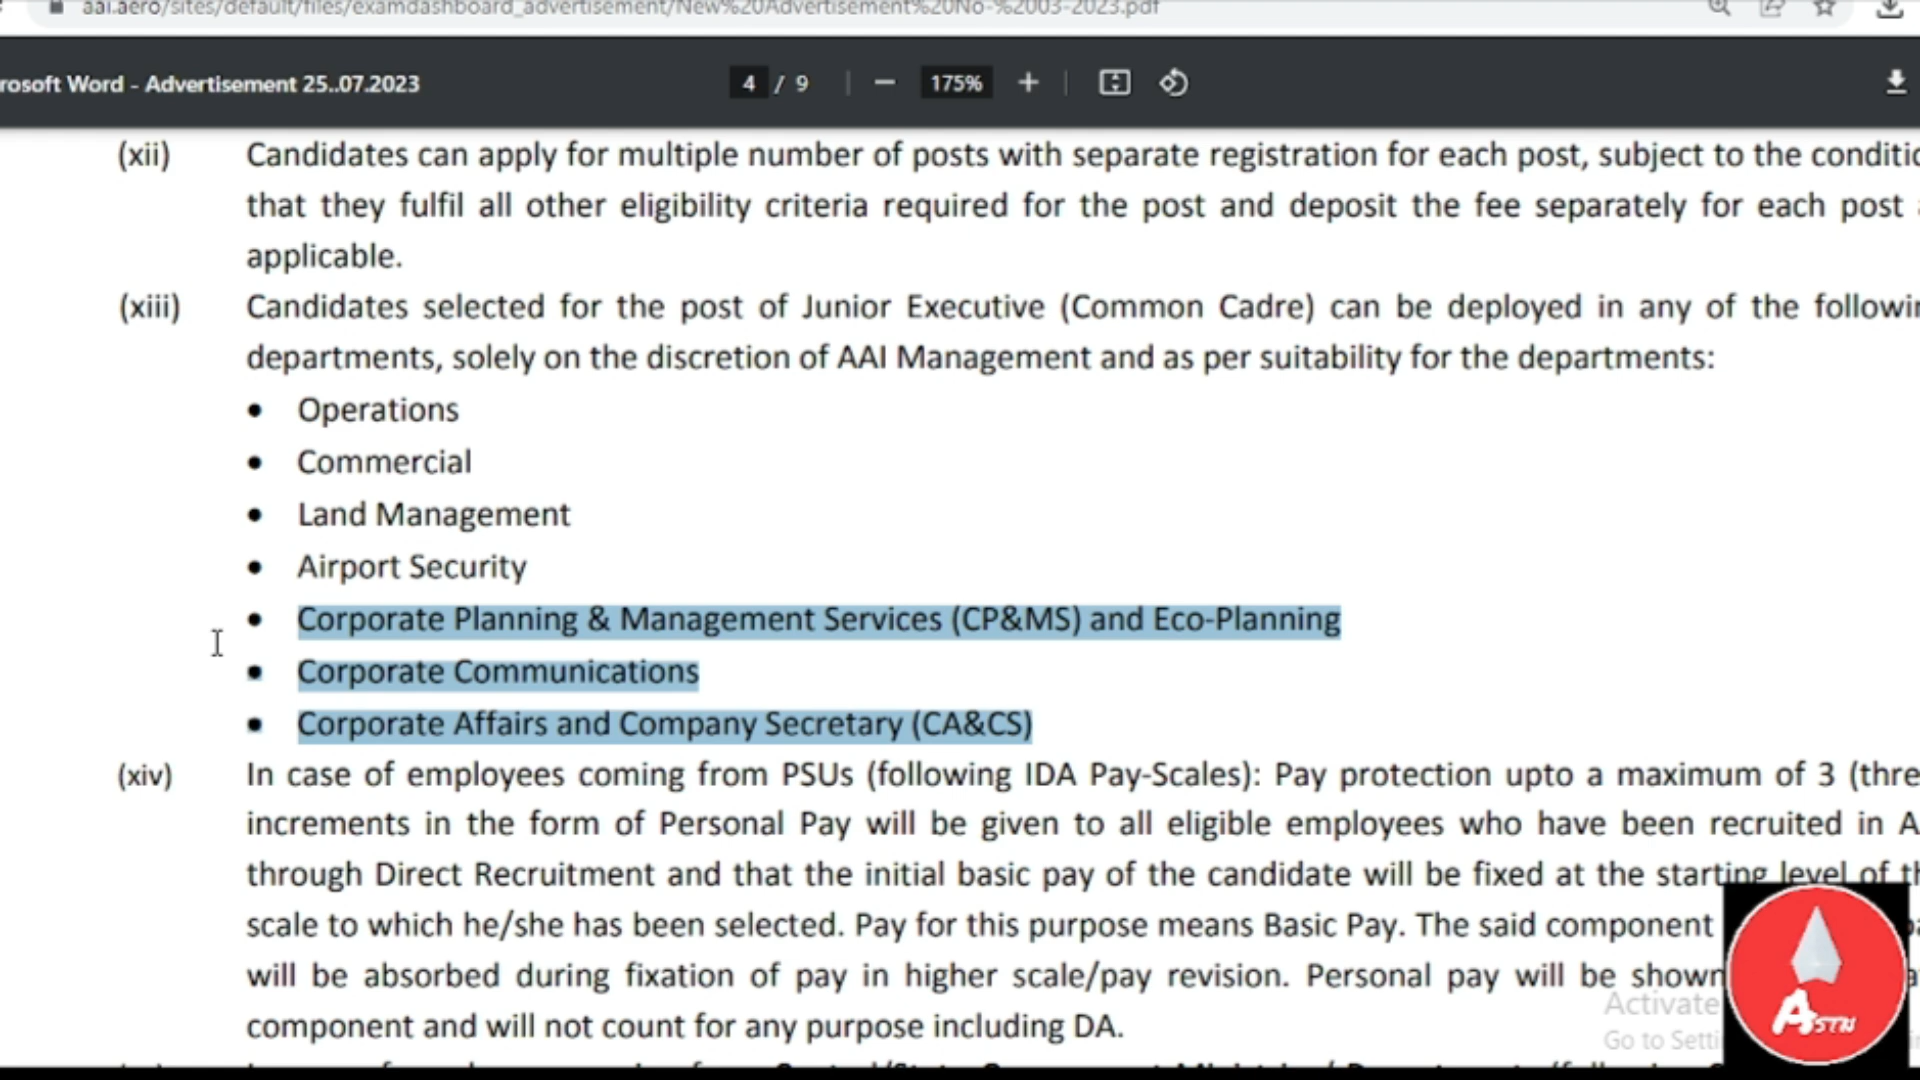 aai.aero/sites/default/files/examdashboard_advertisement/New%20Advertisement%20No-%2003-2023.pdf
rosoft Word - Advertisement 25..07.2023 4 / 9 175%
(xii) Candidates can apply for multiple number of posts with separate registration for each post, subject to the conditio
that they fulfil all other eligibility criteria required for the post and deposit the fee separately for each post
applicable.
(xiii) Candidates selected for the post of Junior Executive (Common Cadre) can be deployed in any of the followin
departments, solely on the discretion of AAI Management and as per suitability for the departments:
• Operations
• Commercial
• Land Management
• Airport Security
• Corporate Planning & Management Services (CP&MS) and Eco-Planning
• Corporate Communications
• Corporate Affairs and Company Secretary (CA&CS)
(xiv) In case of employees coming from PSUs (following IDA Pay-Scales): Pay protection upto a maximum of 3 (thre
increments in the form of Personal Pay will be given to all eligible employees who have been recruited in A
through Direct Recruitment and that the initial basic pay of the candidate will be fixed at the starting level of th
scale to which he/she has been selected. Pay for this purpose means Basic Pay. The said component
will be absorbed during fixation of pay in higher scale/pay revision. Personal pay will be shown
component and will not count for any purpose including DA.
Activate
Go to Setti
ASTN